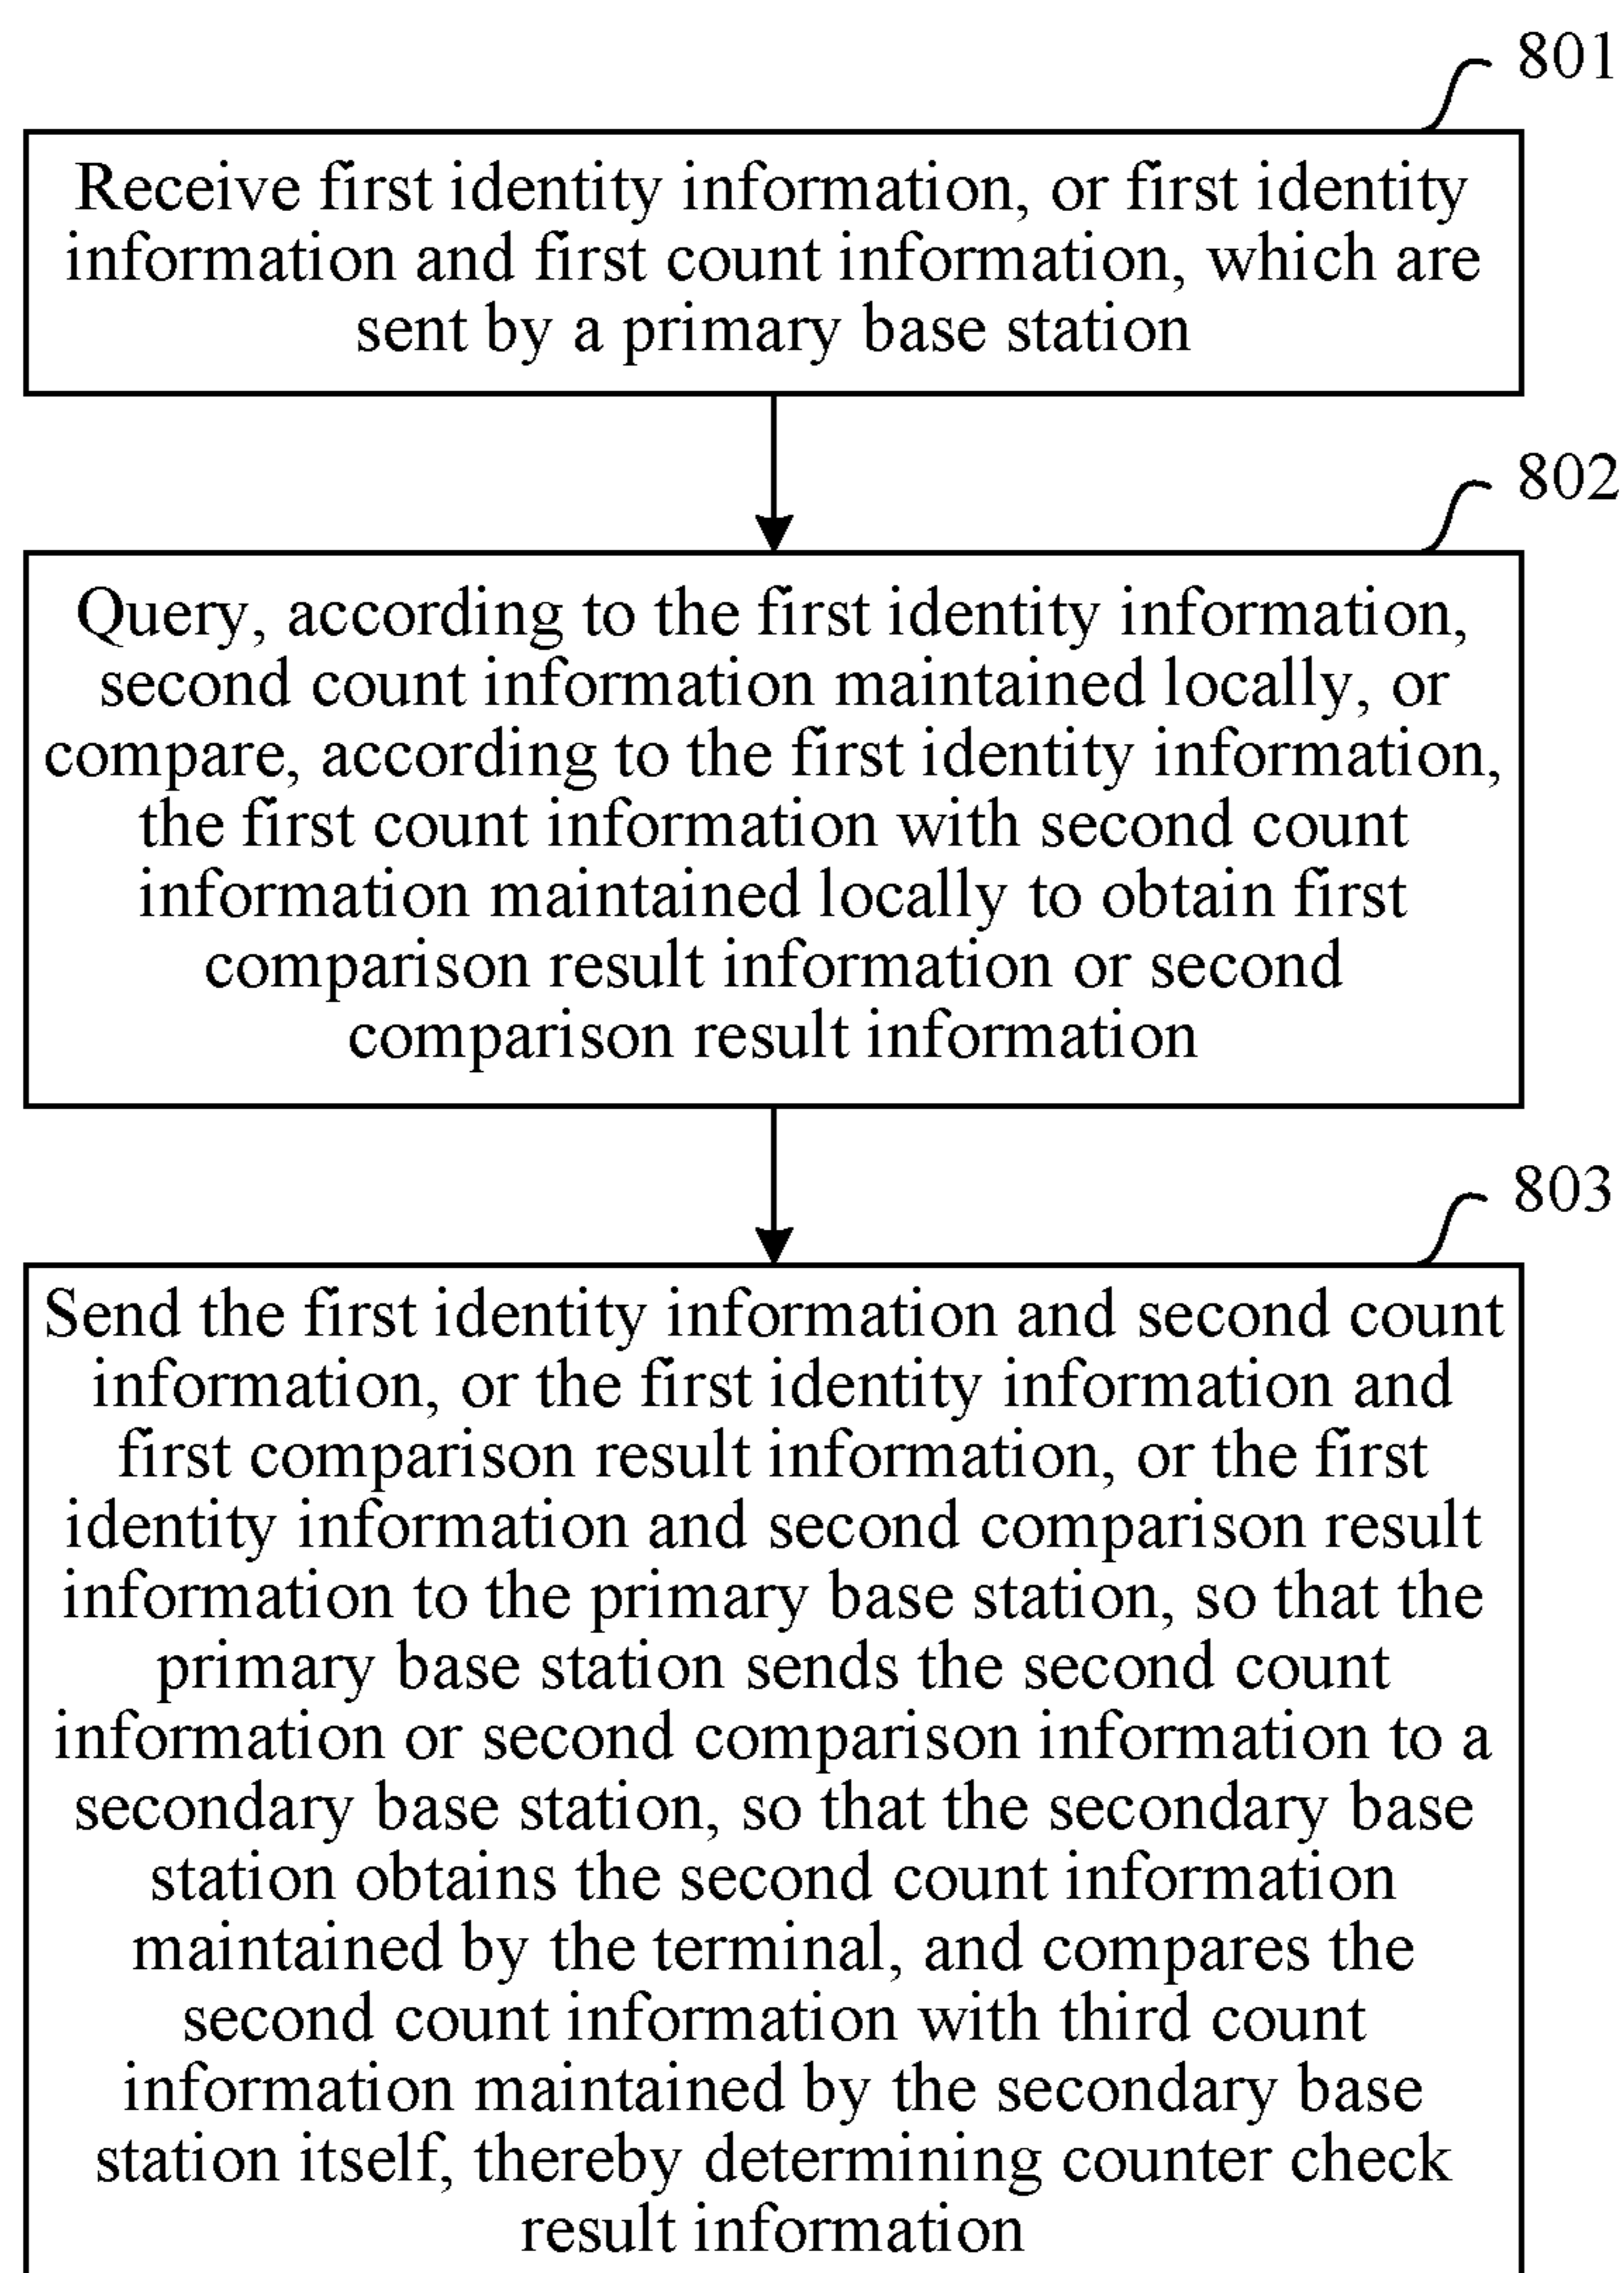 801
Receive first identity information, or first identity
information and first count information, which are
sent by a primary base station
802
Query, according to the first identity information,
second count information maintained locally, or
compare, according to the first identity information,
the first count information with second count
information maintained locally to obtain first
comparison result information or second
comparison result information
803
Send the first identity information and second count
information, or the first identity information and
first comparison result information, or the first
identity information and second comparison result
information to the primary base station, so that the
primary base station sends the second count
information or second comparison information to a
secondary base station, so that the secondary base
station obtains the second count information
maintained by the terminal, and compares the
second count information with third count
information maintained by the secondary base
station itself, thereby determining counter check
result information